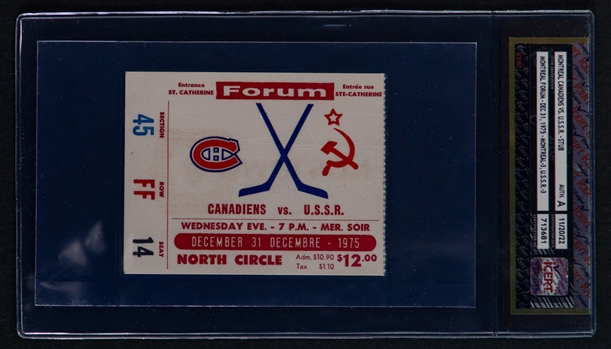 Entrance
ST. CATHERINE
Forum
Entrée rue
STE-CATHERINE
45 SECTION
FF ROW
14 SEAT
CANADIENS vs. U.S.S.R.
WEDNESDAY EVE. - 7 P.M. - MER. SOIR
DECEMBER 31 DECEMBRE - 1975
NORTH CIRCLE
Adm. $10.90
Tax $1.10
$12.00
MONTREAL CANADIENS VS. U.S.S.R. - STUB
AUTH. A
11/20/22
MONTREAL FORUM - DEC 31, 1975 - MONTREAL-3, U.S.S.R.-3
713681